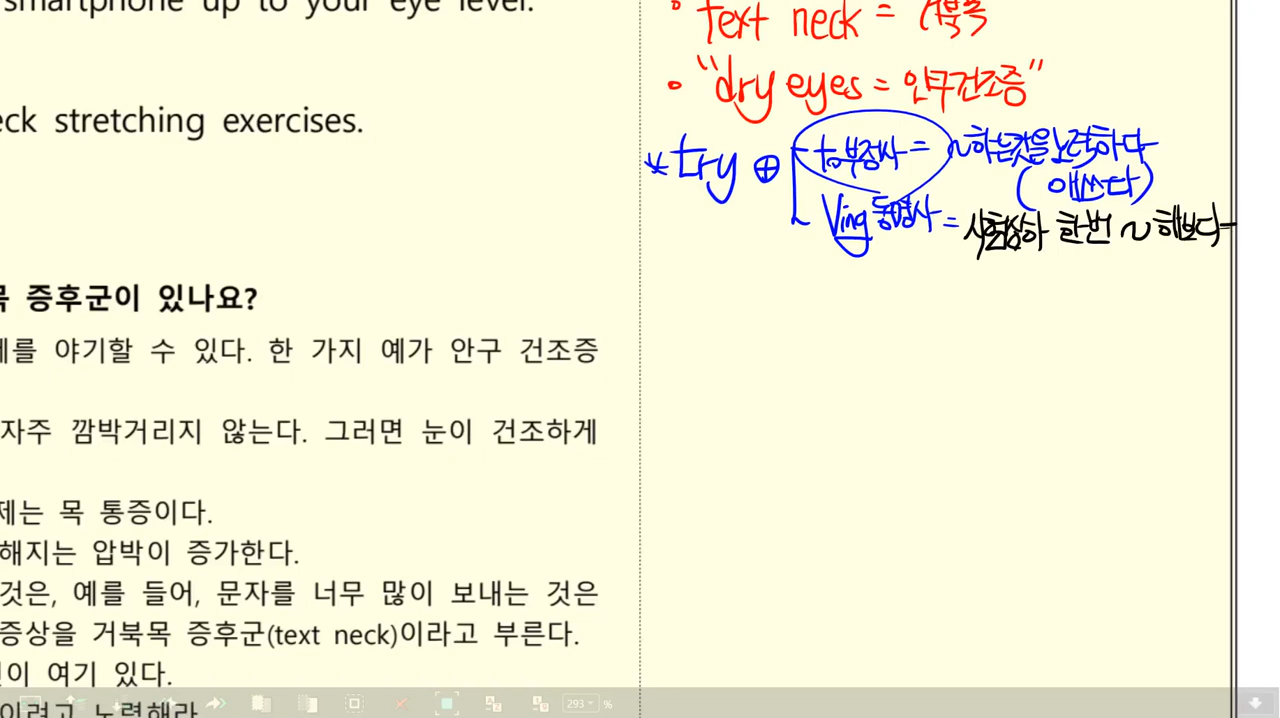 smartphone up to your eye level.
eck stretching exercises.
• text neck = 거북목
• "dry eyes = 안구건조증"
* try ⊕ to부정사 = ~하는것을 노력하다
(애쓰다)
Ving 동명사 = 시험삼아 한번 ~ 해보다
목 증후군이 있나요?
제를 야기할 수 있다. 한 가지 예가 안구 건조증
자주 깜박거리지 않는다. 그러면 눈이 건조하게
제는 목 통증이다.
해지는 압박이 증가한다.
것은, 예를 들어, 문자를 너무 많이 보내는 것은
증상을 거북목 증후군(text neck)이라고 부른다.
이 여기 있다.
이려고 노력해라
293 %